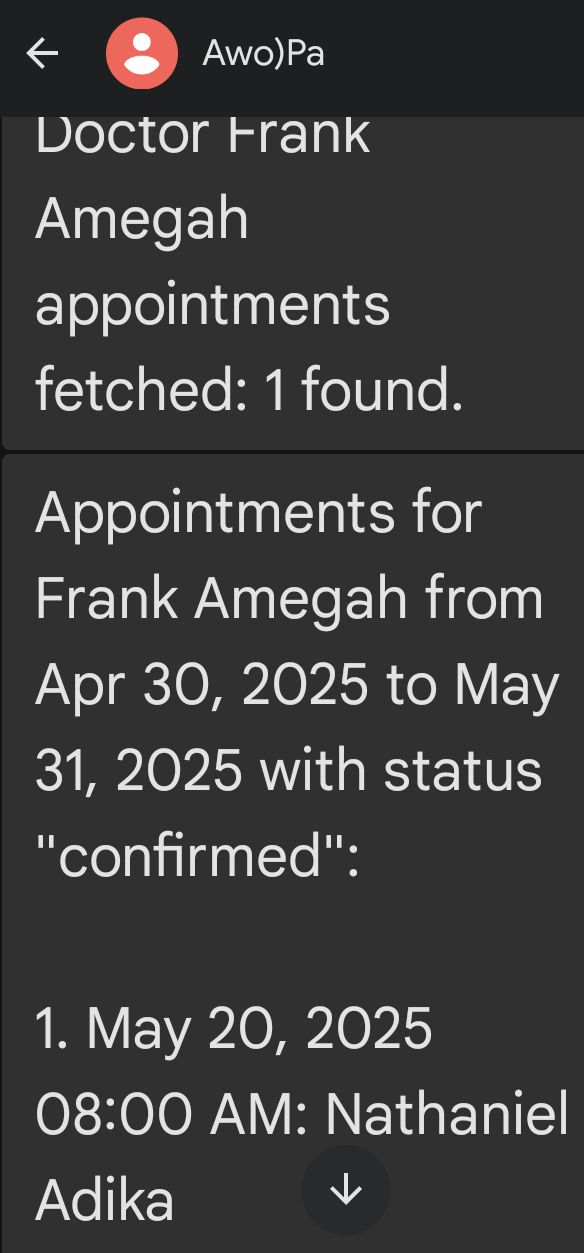 Awo)Pa
Doctor Frank
Amegah
appointments
fetched: 1 found.
Appointments for
Frank Amegah from
Apr 30, 2025 to May
31, 2025 with status
"confirmed":
1. May 20, 2025
08:00 AM: Nathaniel
Adika